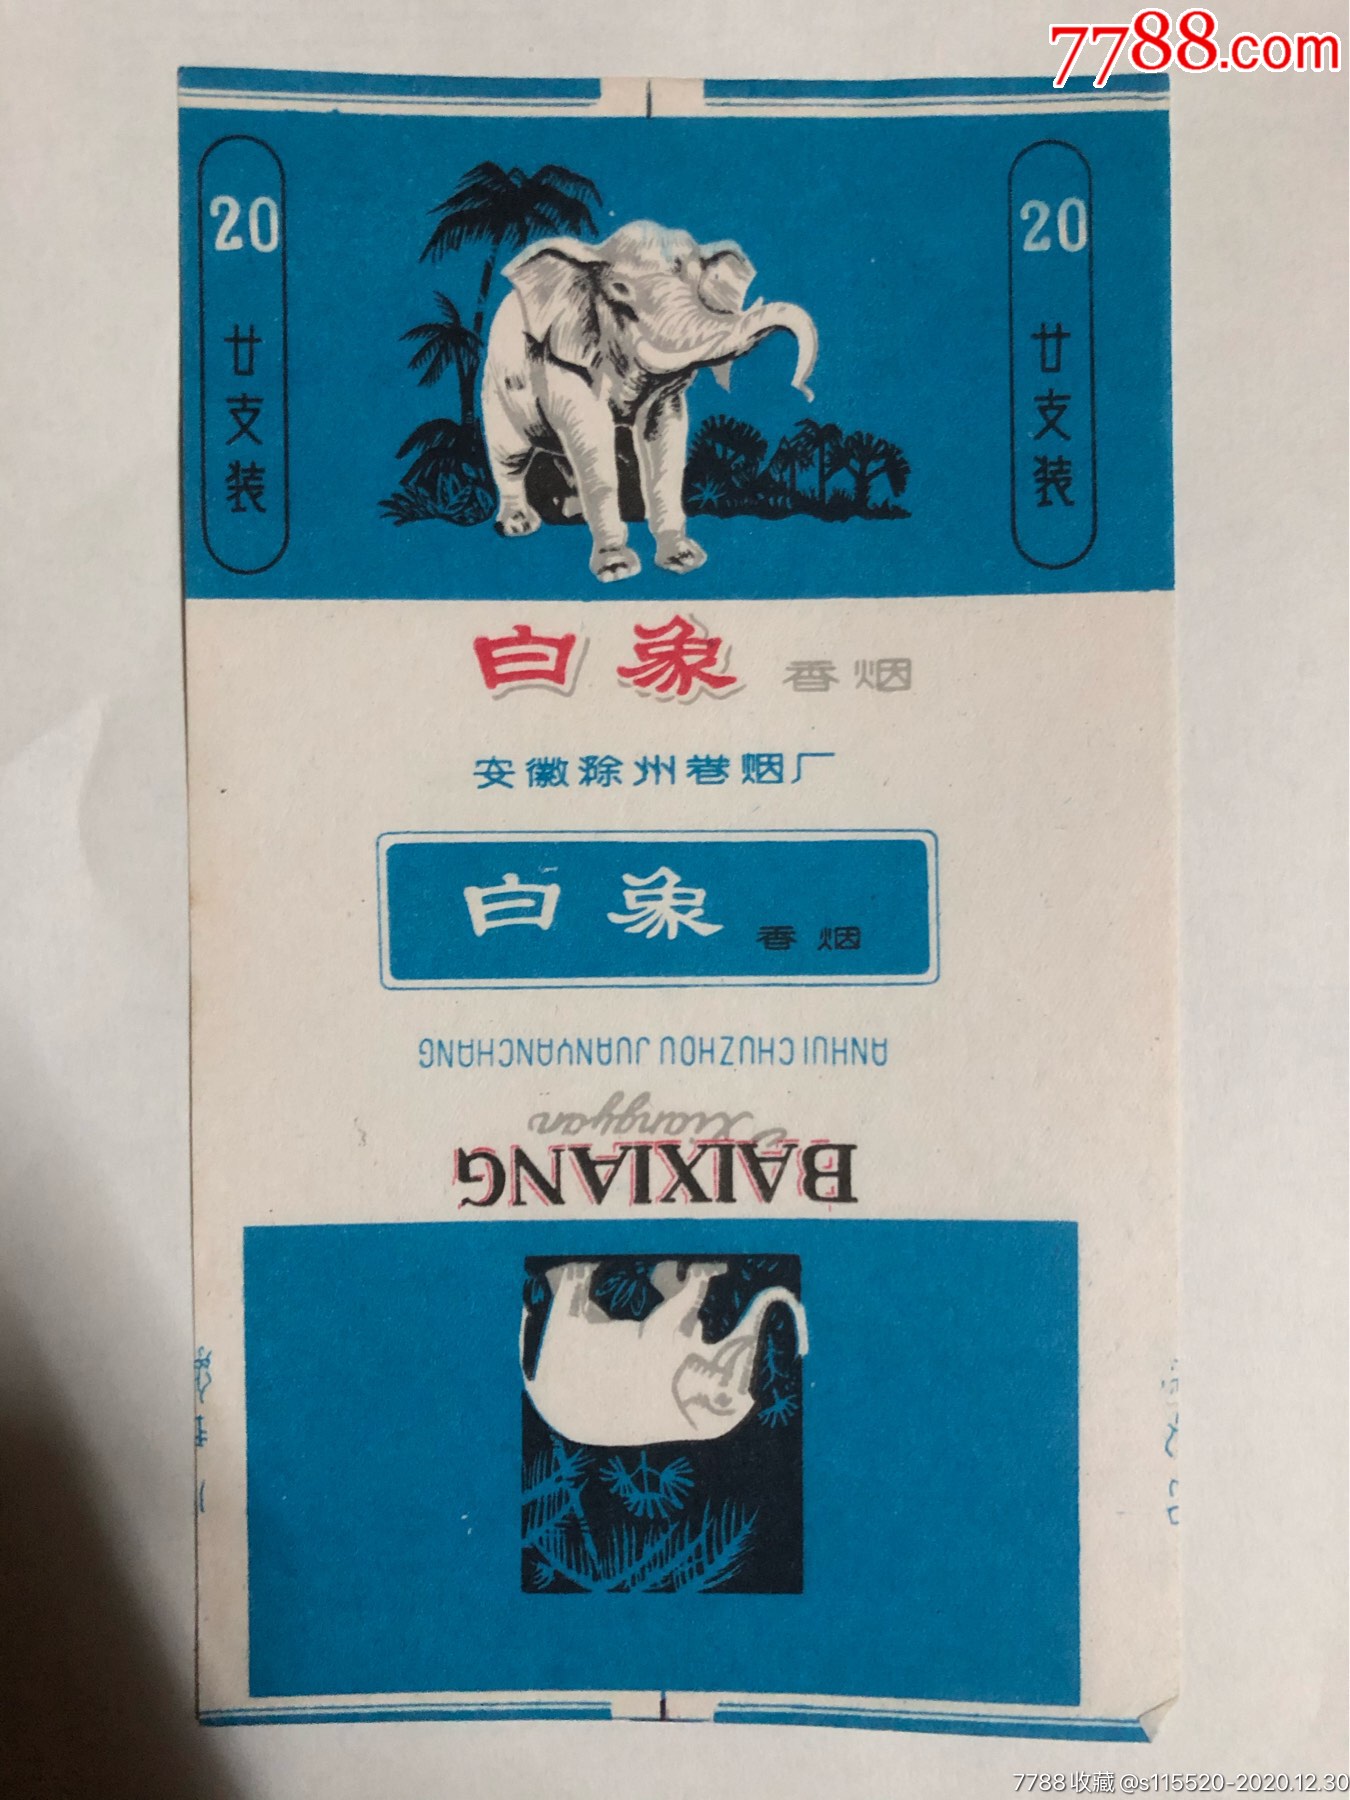 7788.com
20
廿支装
20
廿支装
白象 香烟
安徽滁州卷烟厂
白象 香烟
ANHUI CHUZHOU JUANYANCHANG
Xiangyan
BAIXIANG
7788收藏 @s115520-2020.12.30